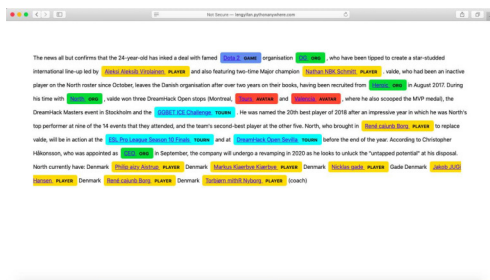 Not Secure — tengyifan.pythonanywhere.com
The news all but confirms that the 24-year-old has inked a deal with famed Dota 2 GAME organisation OG ORG , who have been tipped to create a star-studded
international line-up led by Aleksi Aleksib Virolainen PLAYER and also featuring two-time Major champion Nathan NBK Schmitt PLAYER . valde, who had been an inactive
player on the North roster since October, leaves the Danish organisation after over two years on their books, having been recruited from Heroic ORG in August 2017. During
his time with North ORG , valde won three DreamHack Open stops (Montreal, Tours AVATAR and Valencia AVATAR , where he also scooped the MVP medal), the
DreamHack Masters event in Stockholm and the GGBET ICE Challenge TOURN . He was named the 20th best player of 2018 after an impressive year in which he was North's
top performer at nine of the 14 events that they attended, and the team's second-best player at the other five. North, who brought in René cajunb Borg PLAYER to replace
valde, will be in action at the ESL Pro League Season 10 Finals TOURN and at DreamHack Open Sevilla TOURN before the end of the year. According to Christopher
Håkonsson, who was appointed as CEO ORG in September, the company will undergo a revamping in 2020 as he looks to unlock the "untapped potential" at his disposal.
North currently have: Denmark Philip aizy Aistrup PLAYER Denmark Markus Kjaerbye Kjærbye PLAYER Denmark Nicklas gade PLAYER Gade Denmark Jakob JUGi
Hansen PLAYER Denmark René cajunb Borg PLAYER Denmark Torbjørn mithR Nyborg PLAYER (coach)